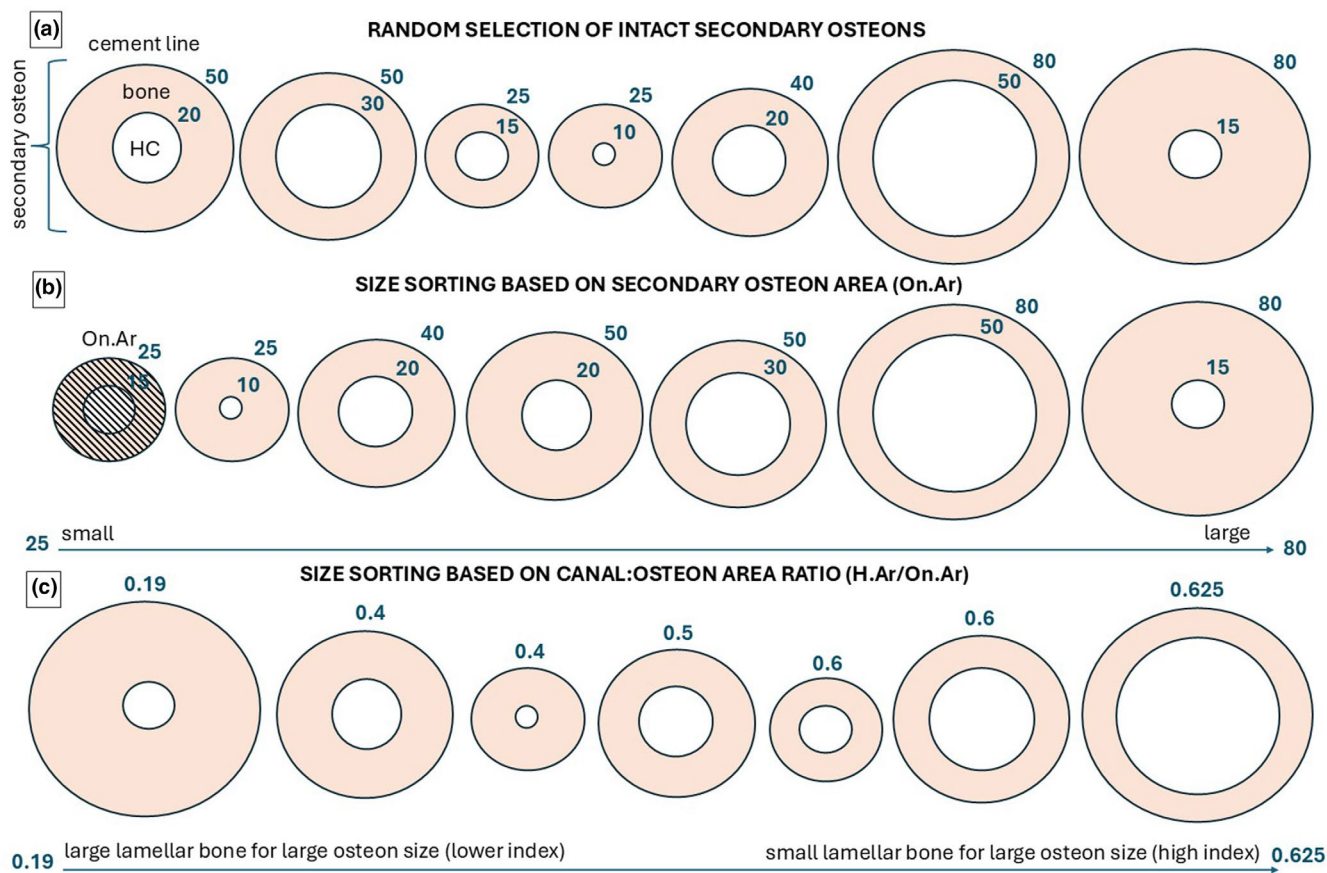 (a)
RANDOM SELECTION OF INTACT SECONDARY OSTEONS
secondary osteon
cement line
bone
HC
50
20
50
30
25
15
25
10
40
20
80
50
80
15
(b)
SIZE SORTING BASED ON SECONDARY OSTEON AREA (On.Ar)
On.Ar
25
15
25
10
40
20
50
20
50
30
80
50
80
15
small
large
25
80
(c)
SIZE SORTING BASED ON CANAL:OSTEON AREA RATIO (H.Ar/On.Ar)
0.19
0.4
0.4
0.5
0.6
0.6
0.625
0.19
large lamellar bone for large osteon size (lower index)
small lamellar bone for large osteon size (high index)
0.625